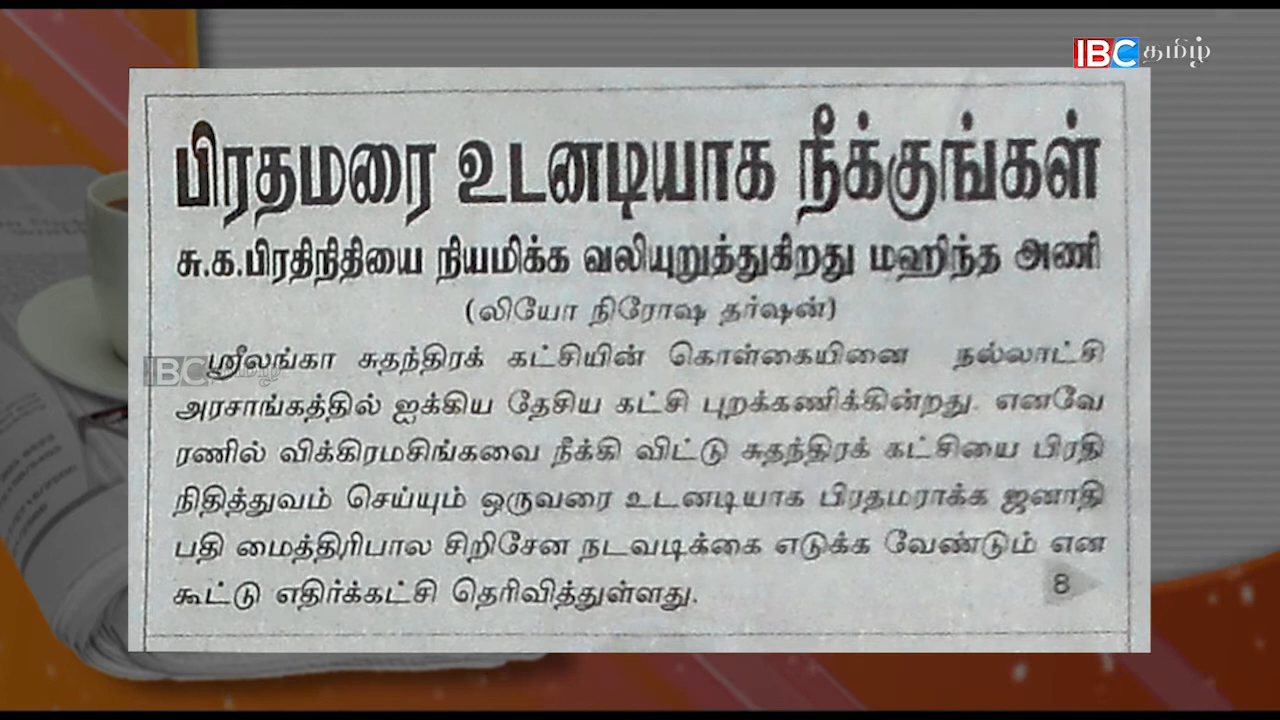 IBC தமிழ்
பிரதமரை உடனடியாக நீக்குங்கள்
சு.க.பிரதிநிதியை நியமிக்க வலியுறுத்துகிறது மஹிந்த அணி
(லியோ நிரோஷ தர்ஷன்)
ஸ்ரீலங்கா சுதந்திரக் கட்சியின் கொள்கையினை நல்லாட்சி
அரசாங்கத்தில் ஐக்கிய தேசிய கட்சி புறக்கணிக்கின்றது. எனவே
ரணில் விக்கிரமசிங்கவை நீக்கி விட்டு சுதந்திரக் கட்சியை பிரதி
நிதித்துவம் செய்யும் ஒருவரை உடனடியாக பிரதமராக்க ஜனாதி
பதி மைத்திரிபால சிறிசேன நடவடிக்கை எடுக்க வேண்டும் என
கூட்டு எதிர்க்கட்சி தெரிவித்துள்ளது.
8
IBC தமிழ்